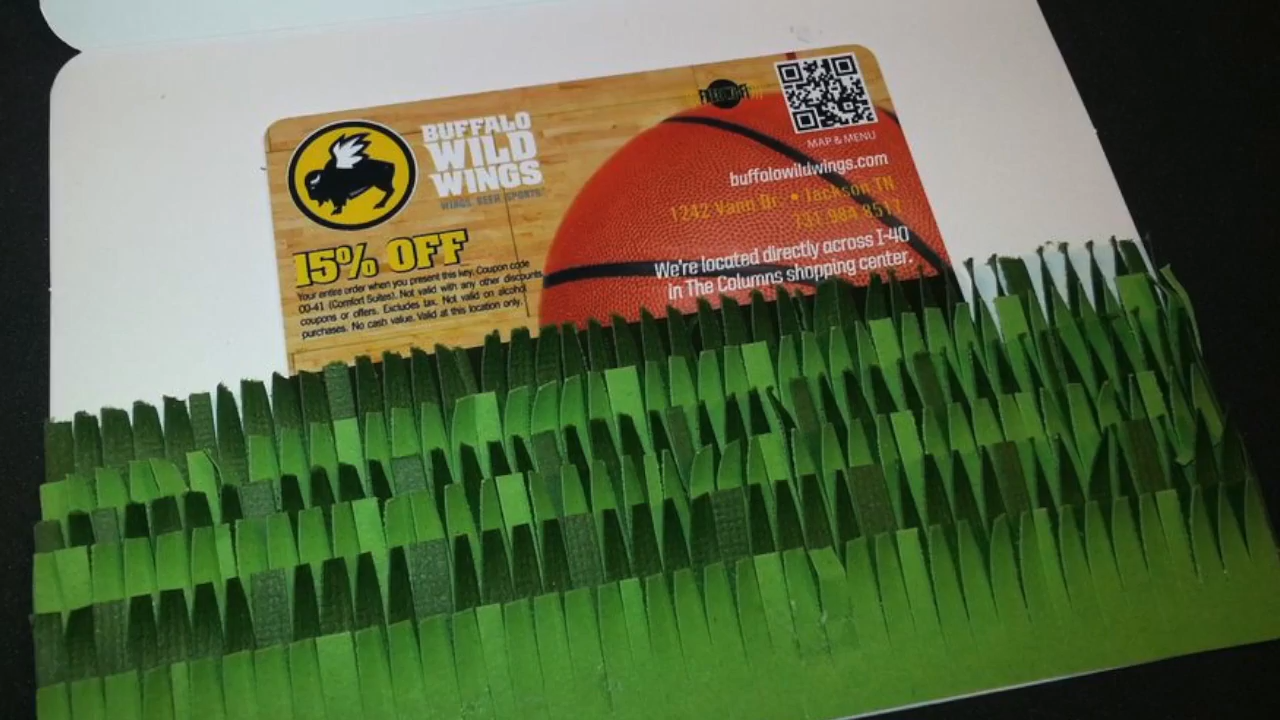 BUFFALO
WILD
WINGS
WINGS. BEER. SPORTS.
15% OFF
Your entire order when you present this key. Coupon code
00-41 (Comfort Suites). Not valid with any other discounts,
coupons or offers. Excludes tax. Not valid on alcohol
purchases. No cash value. Valid at this location only.
MAP & MENU
buffalowildwings.com
1242 Vann Dr. • Jackson TN
731 984 8517
We're located directly across I-40
in The Columns shopping center.